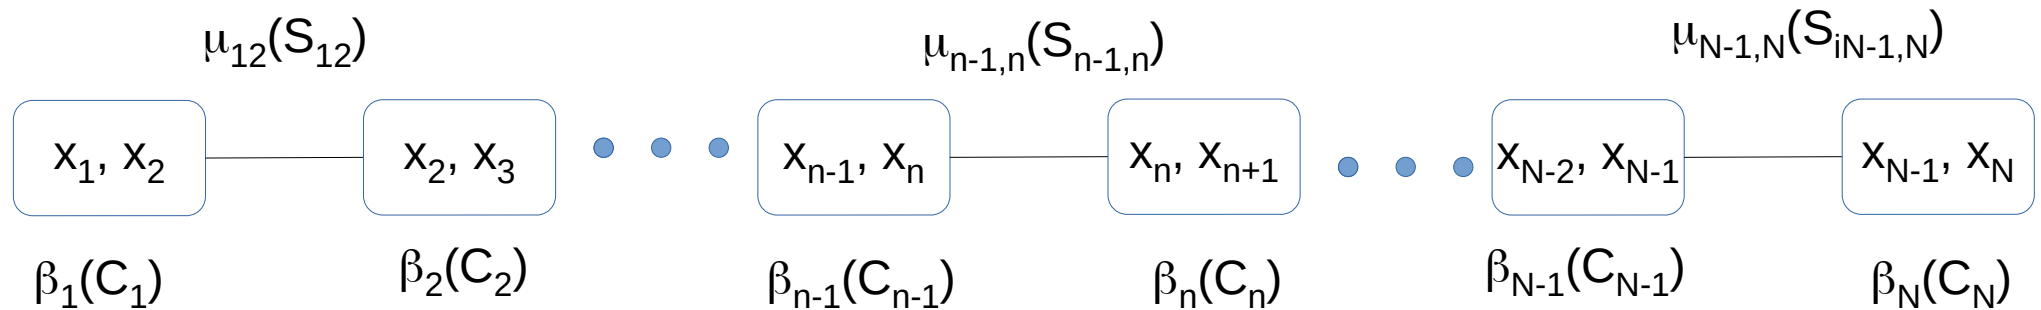 μ12(S12) μn-1,n(Sn-1,n) μN-1,N(SiN-1,N)
x1, x2 x2, x3 xn-1, xn xn, xn+1 xN-2, xN-1 xN-1, xN
β1(C1) β2(C2) βn-1(Cn-1) βn(Cn) βN-1(CN-1) βN(CN)